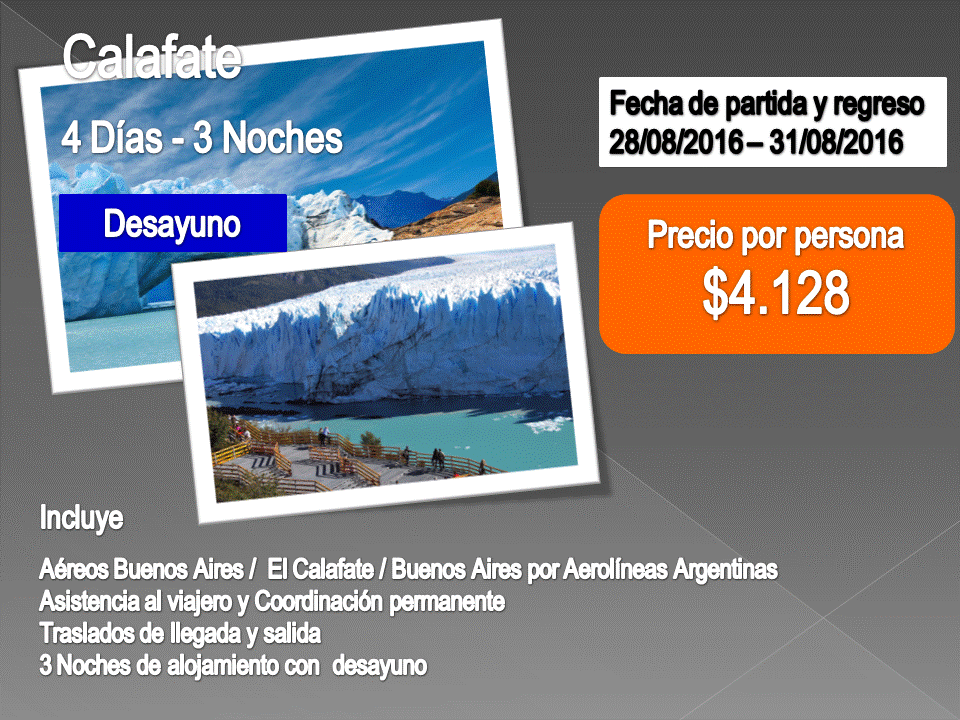 Calafate
4 Días - 3 Noches
Desayuno
Fecha de partida y regreso
28/08/2016 – 31/08/2016
Precio por persona
$4.128
Incluye
Aéreos Buenos Aires / El Calafate / Buenos Aires por Aerolíneas Argentinas
Asistencia al viajero y Coordinación permanente
Traslados de llegada y salida
3 Noches de alojamiento con desayuno